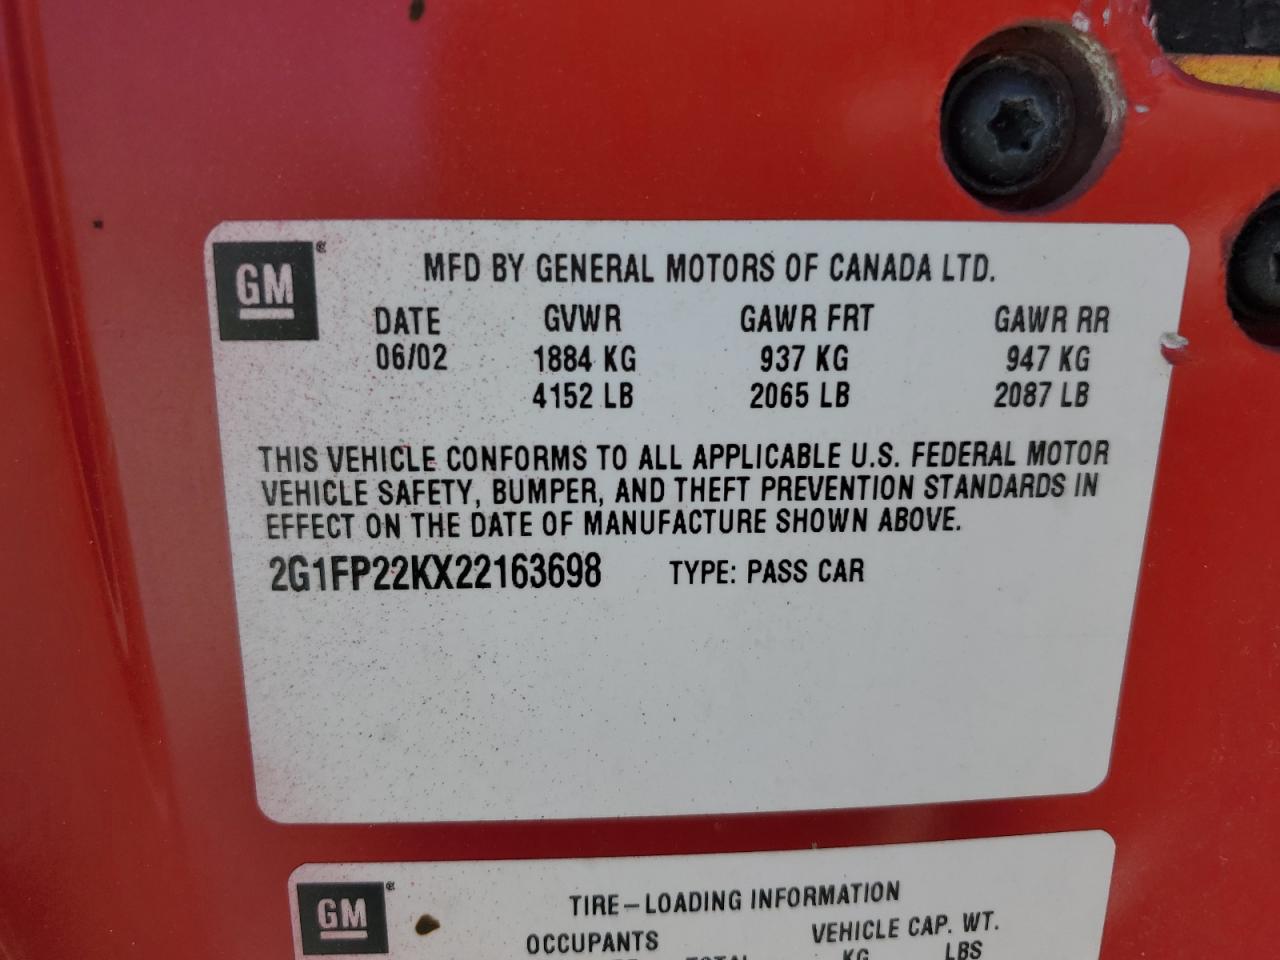 GM®
MFD BY GENERAL MOTORS OF CANADA LTD.
DATE GVWR GAWR FRT GAWR RR
06/02 1884 KG 937 KG 947 KG
4152 LB 2065 LB 2087 LB
THIS VEHICLE CONFORMS TO ALL APPLICABLE U.S. FEDERAL MOTOR
VEHICLE SAFETY, BUMPER, AND THEFT PREVENTION STANDARDS IN
EFFECT ON THE DATE OF MANUFACTURE SHOWN ABOVE.
2G1FP22KX22163698 TYPE: PASS CAR
GM®
TIRE-LOADING INFORMATION
OCCUPANTS VEHICLE CAP. WT.
TOTAL KG LBS